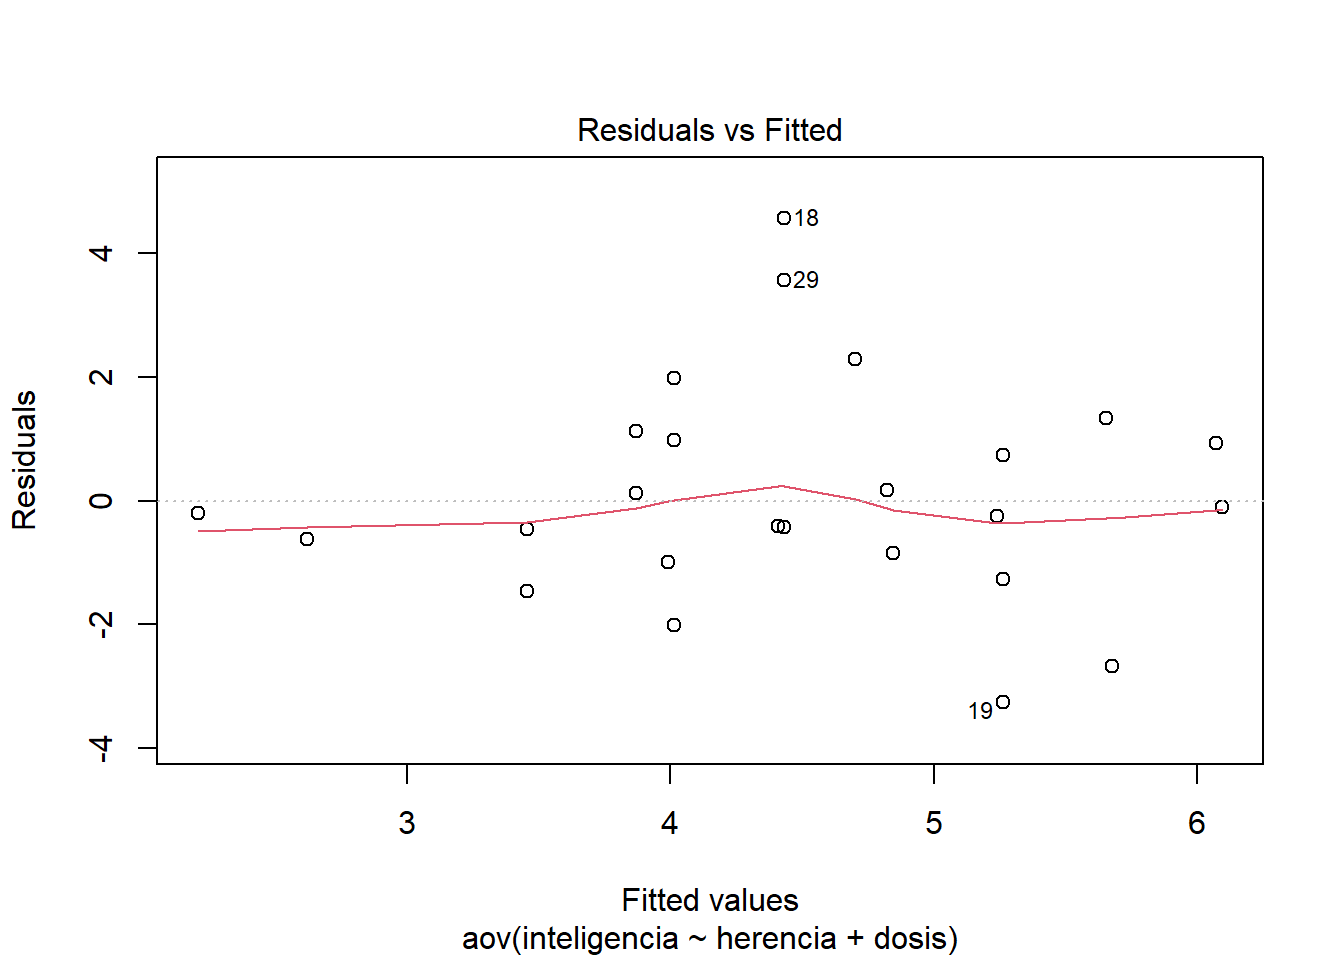 Residuals vs Fitted
Residuals
4
2
0
-2
-4
18
29
19
3 4 5 6
Fitted values
aov(inteligencia ~ herencia + dosis)